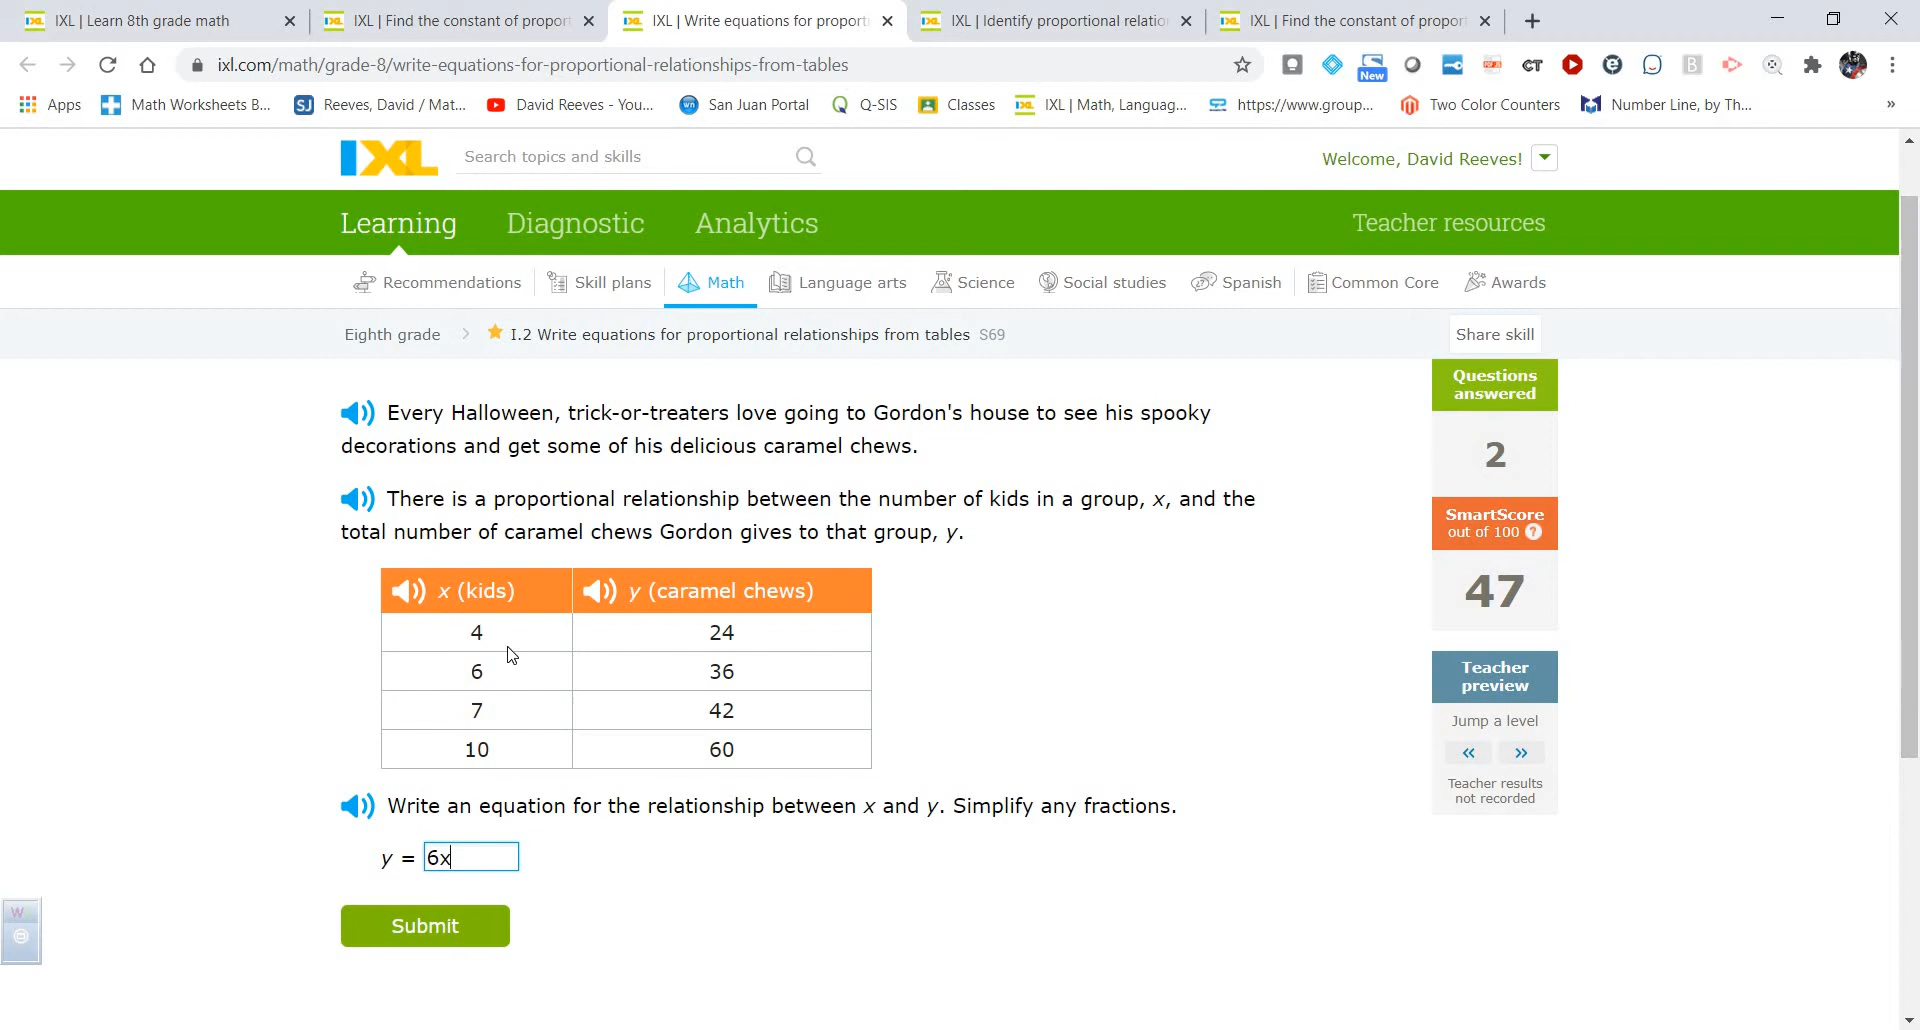 IXL | Learn 8th grade math
IXL | Find the constant of propor
IXL | Write equations for proport
IXL | Identify proportional relatio
IXL | Find the constant of propor
ixl.com/math/grade-8/write-equations-for-proportional-relationships-from-tables
New
Apps
Math Worksheets B...
Reeves, David / Mat...
David Reeves - You...
San Juan Portal
Q-SIS
Classes
IXL | Math, Languag...
https://www.group...
Two Color Counters
Number Line, by Th...
»
IXL
Search topics and skills
Welcome, David Reeves!
Learning
Diagnostic
Analytics
Teacher resources
Recommendations
Skill plans
Math
Language arts
Science
Social studies
Spanish
Common Core
Awards
Eighth grade > I.2 Write equations for proportional relationships from tables S69
Share skill
Every Halloween, trick-or-treaters love going to Gordon's house to see his spooky
decorations and get some of his delicious caramel chews.
There is a proportional relationship between the number of kids in a group, x, and the
total number of caramel chews Gordon gives to that group, y.
x (kids) y (caramel chews)
4 24
6 36
7 42
10 60
Write an equation for the relationship between x and y. Simplify any fractions.
y = 6x
Submit
Questions
answered
2
SmartScore
out of 100 ?
47
Teacher
preview
Jump a level
« »
Teacher results
not recorded
W